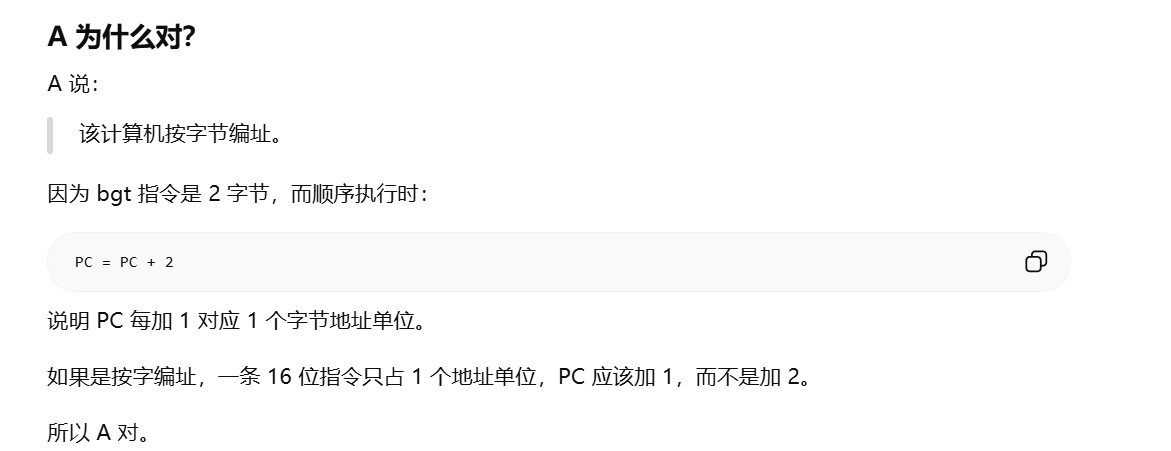 A 为什么对？
A 说：
该计算机按字节编址。
因为 bgt 指令是 2 字节，而顺序执行时：
PC = PC + 2
说明 PC 每加 1 对应 1 个字节地址单位。
如果是按字编址，一条 16 位指令只占 1 个地址单位，PC 应该加 1，而不是加 2。
所以 A 对。